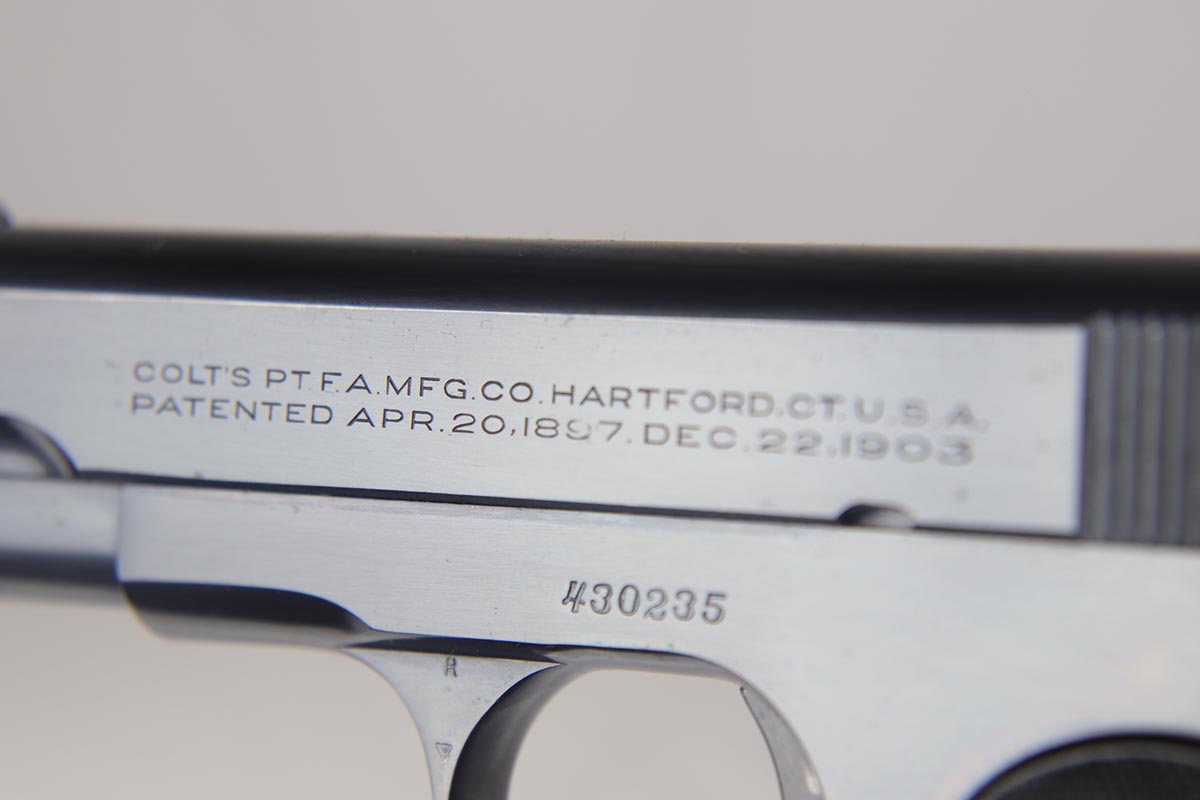 COLT'S PT.F.A.MFG.CO.HARTFORD,CT.U.S.A.
PATENTED APR.20,1897.DEC.22,1903
430235
R